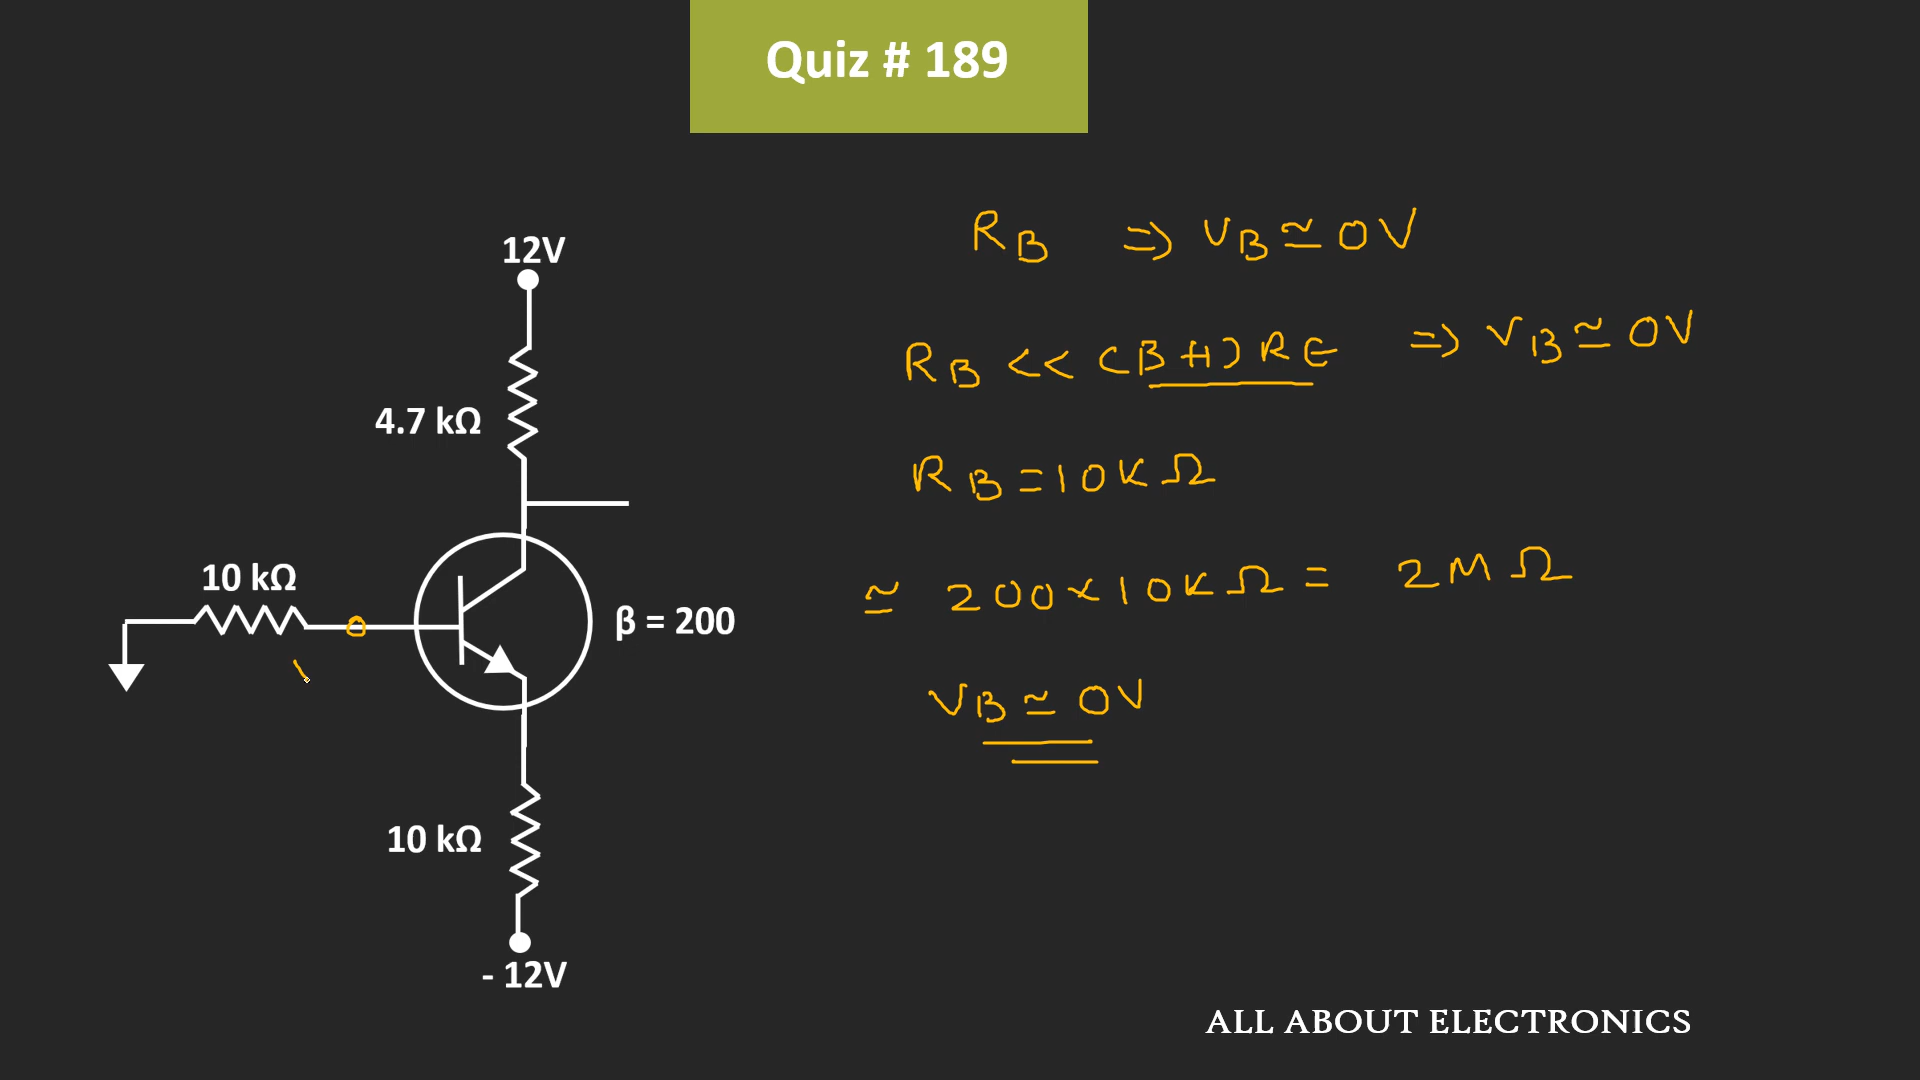 Quiz # 189
12V
4.7 kΩ
10 kΩ
β = 200
10 kΩ
- 12V
RB ⇒ VB ≃ 0V
RB << (β+1) RE ⇒ VB ≃ 0V
RB = 10KΩ
≃ 200 × 10KΩ = 2MΩ
VB ≃ 0V
ALL ABOUT ELECTRONICS